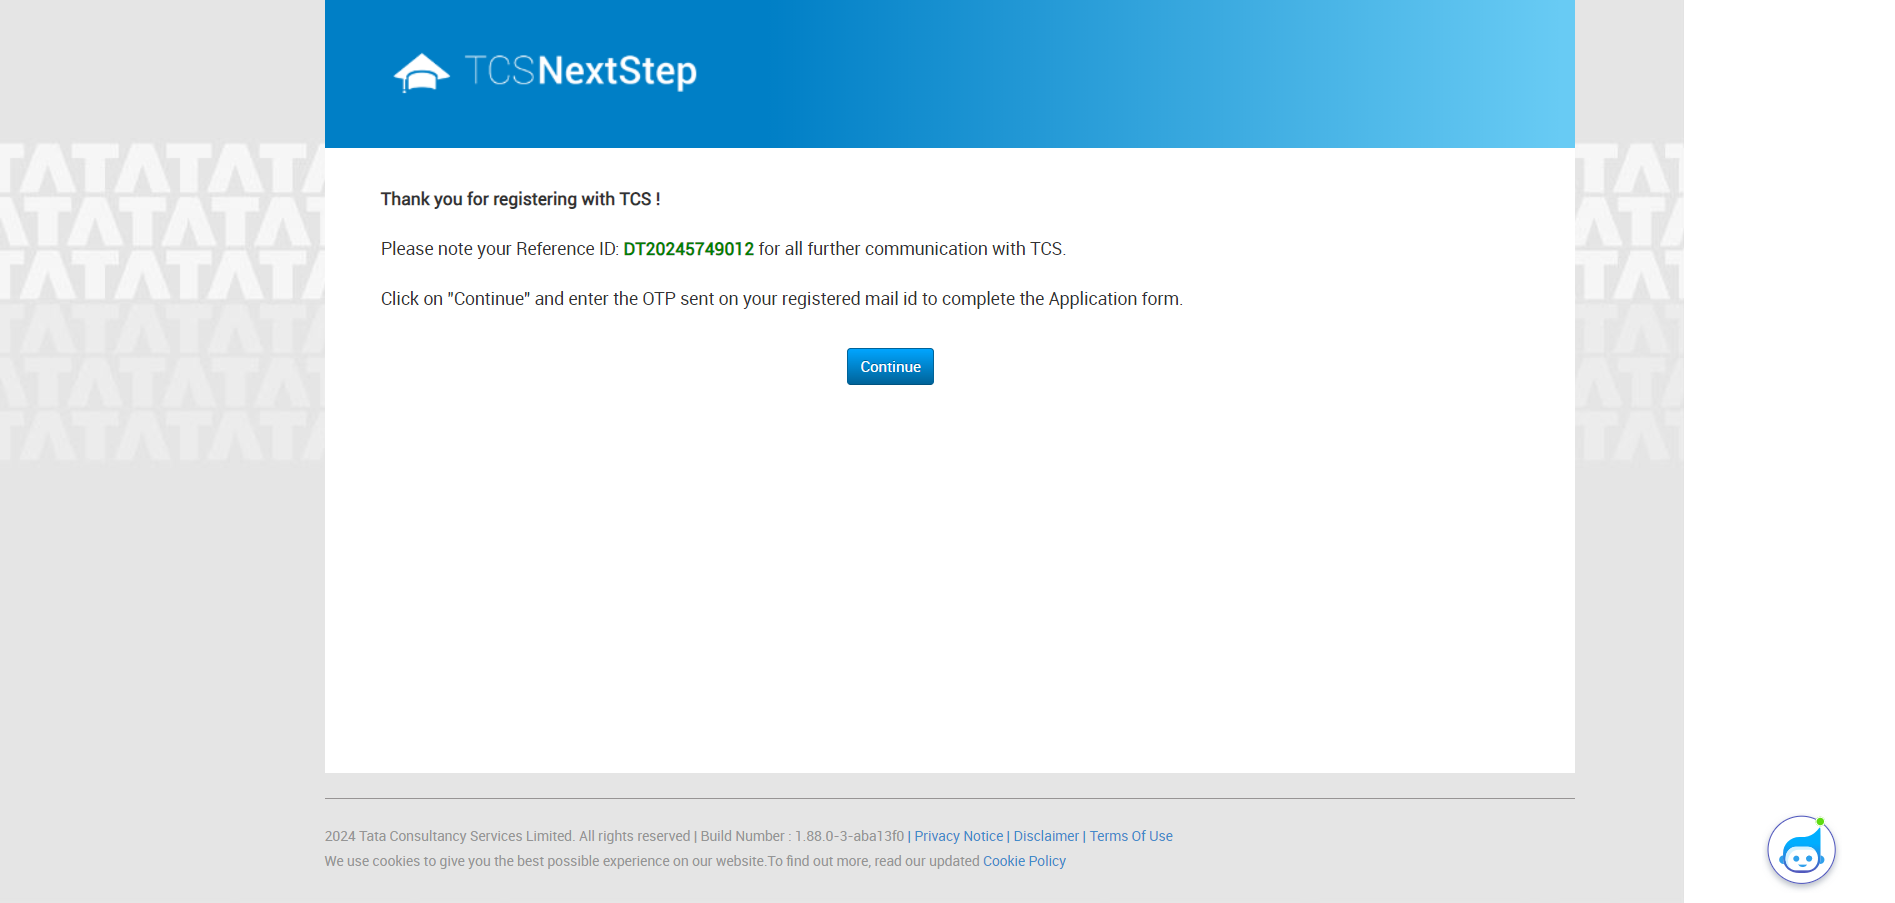 TCSNextStep
Thank you for registering with TCS !
Please note your Reference ID: DT20245749012 for all further communication with TCS.
Click on "Continue" and enter the OTP sent on your registered mail id to complete the Application form.
Continue
2024 Tata Consultancy Services Limited. All rights reserved | Build Number : 1.88.0-3-aba13f0 | Privacy Notice | Disclaimer | Terms Of Use
We use cookies to give you the best possible experience on our website.To find out more, read our updated Cookie Policy